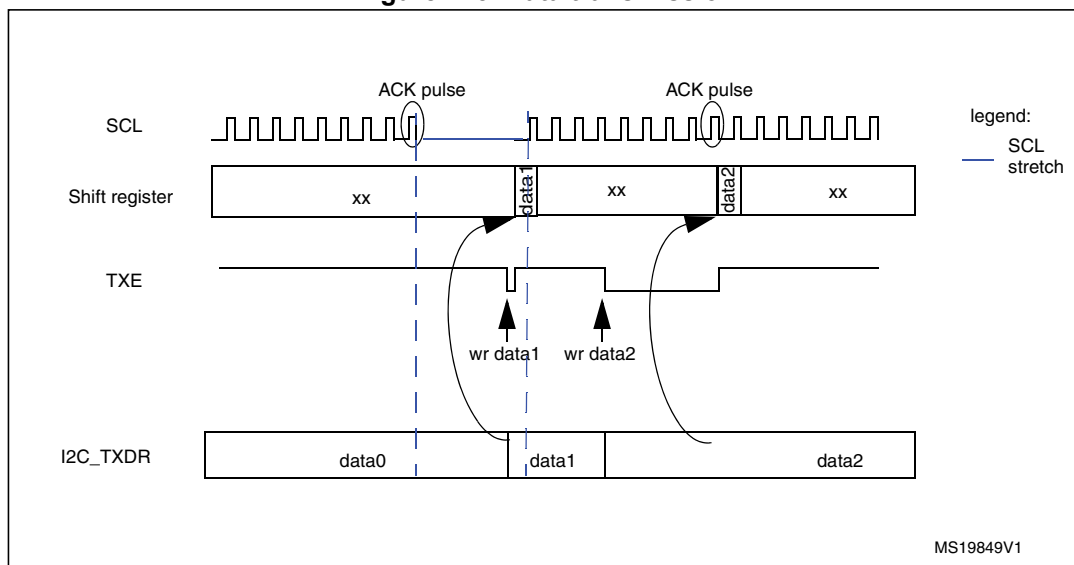 ACK pulse ACK pulse
SCL
legend:
SCL
stretch
Shift register
xx
data1
xx
data2
xx
TXE
wr data1 wr data2
I2C_TXDR
data0 data1 data2
MS19849V1